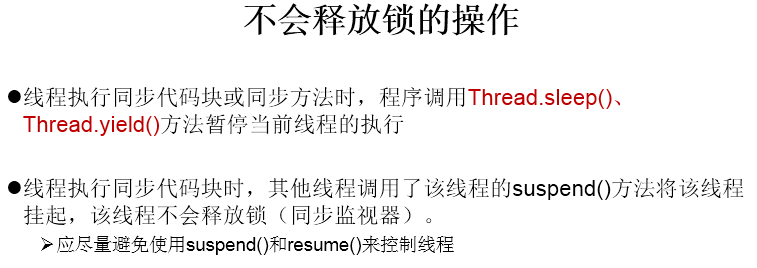 不会释放锁的操作
●线程执行同步代码块或同步方法时，程序调用Thread.sleep()、
Thread.yield()方法暂停当前线程的执行
●线程执行同步代码块时，其他线程调用了该线程的suspend()方法将该线程
挂起，该线程不会释放锁（同步监视器）。
➢应尽量避免使用suspend()和resume()来控制线程